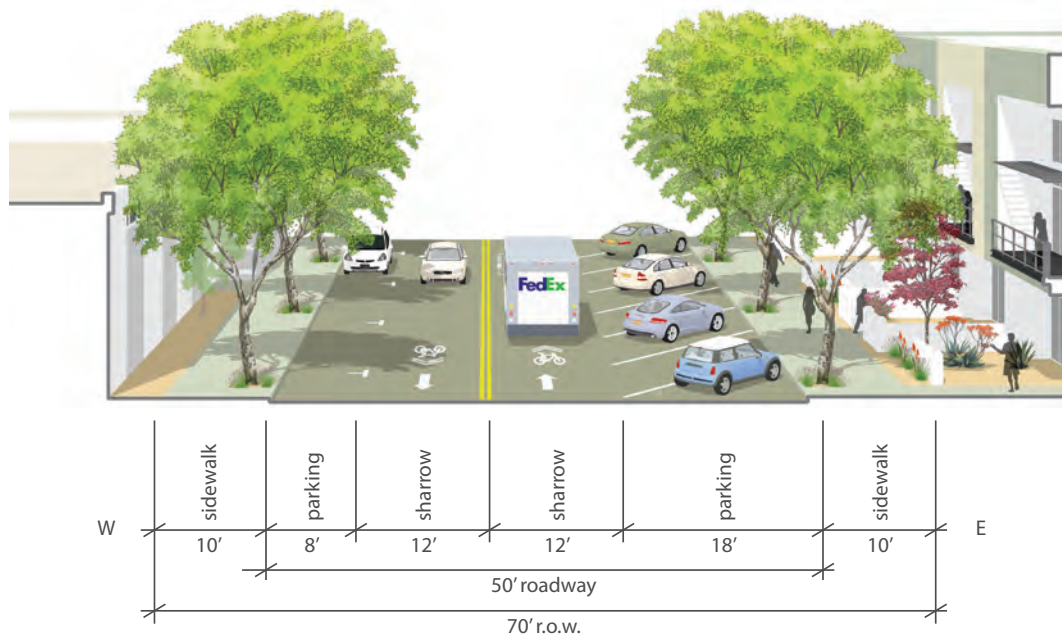 FedEx
sidewalk
parking
sharrow
sharrow
parking
sidewalk
W
E
10’
8’
12’
12’
18’
10’
50’ roadway
70’ r.o.w.